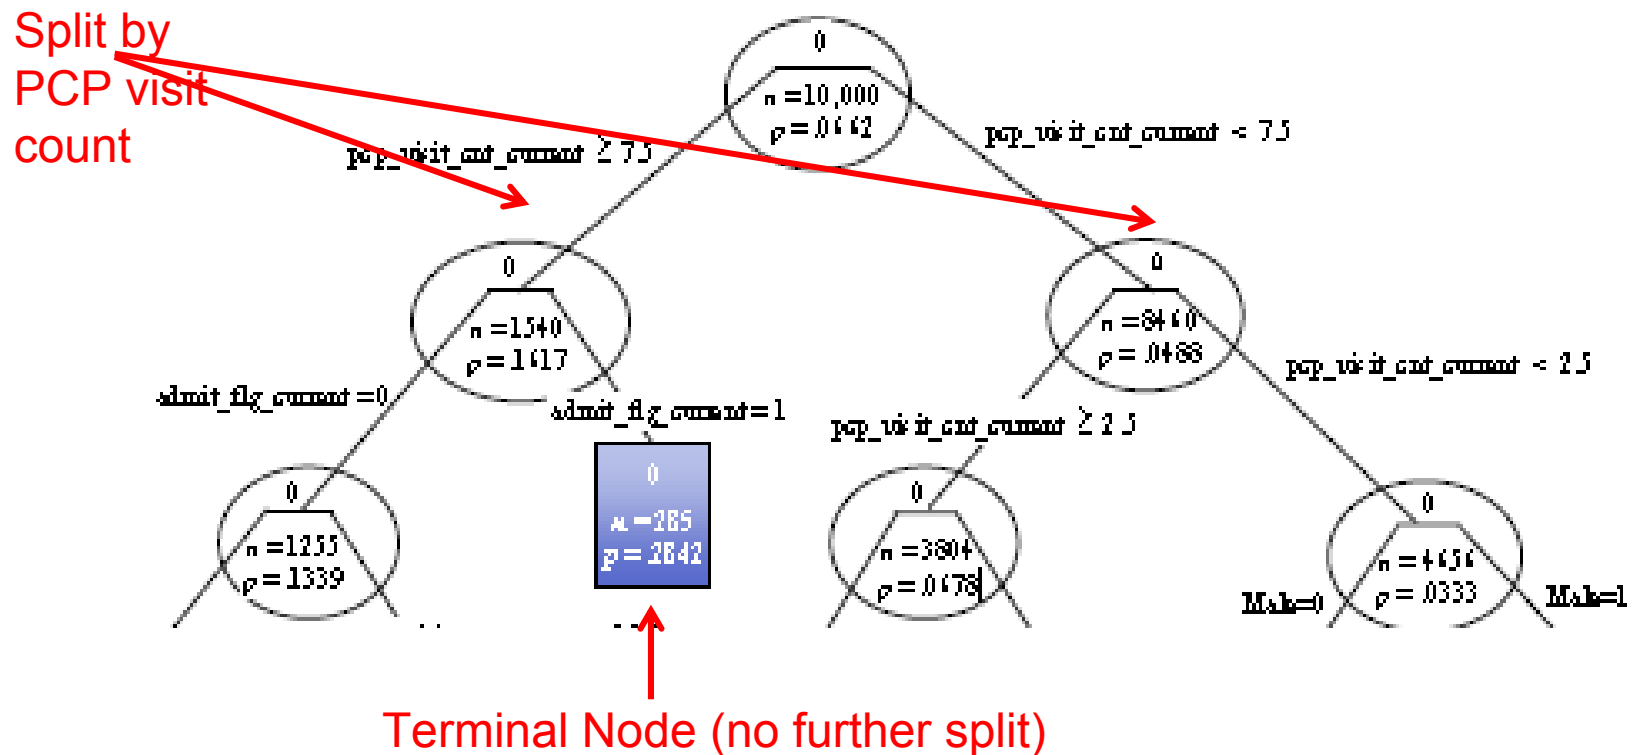 Split by
PCP visit
count
0
n =10,000
p =.0662
pcp_visit_cnt_current ≥ 7.5
pcp_visit_cnt_current < 7.5
0
n =1540
p =.1617
0
n =8460
p =.0488
admit_flg_current =0
admit_flg_current = 1
pcp_visit_cnt_current ≥ 2.5
pcp_visit_cnt_current < 2.5
0
n =1255
p =.1339
0
n =285
p =.2842
0
n =3804
p =.0678
0
n =4656
p =.0333
Male=0
Male=1
Terminal Node (no further split)